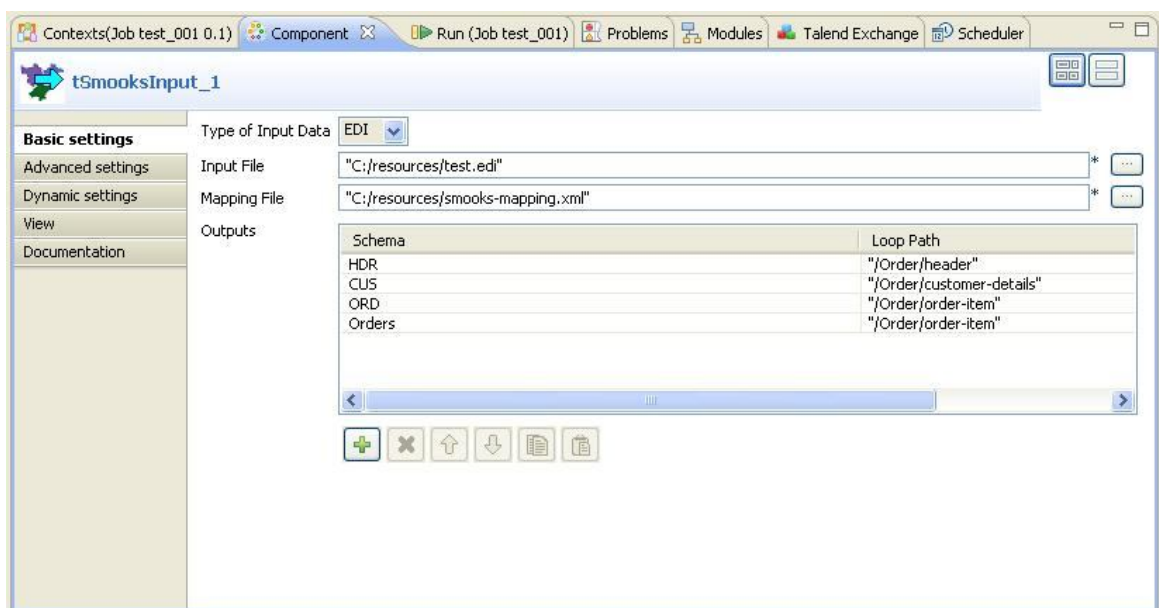 Contexts(Job test_001 0.1) Component Run (Job test_001) Problems Modules Talend Exchange Scheduler
tSmooksInput_1
Basic settings
Advanced settings
Dynamic settings
View
Documentation
Type of Input Data EDI
Input File "C:/resources/test.edi" * ...
Mapping File "C:/resources/smooks-mapping.xml" * ...
Outputs
Schema Loop Path
HDR "/Order/header"
CUS "/Order/customer-details"
ORD "/Order/order-item"
Orders "/Order/order-item"